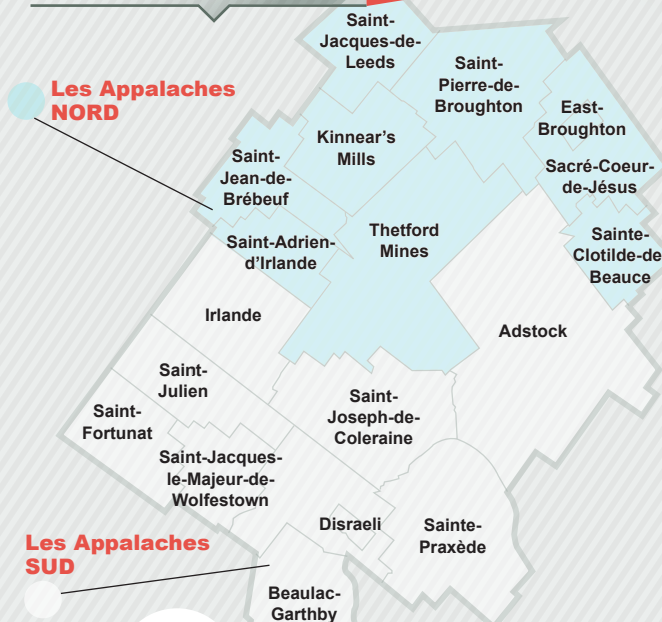 Saint-
Jacques-de-
Leeds
Saint-
Pierre-de-
Broughton
Les Appalaches
NORD
East-
Broughton
Kinnear's
Mills
Saint-
Jean-de-
Brébeuf
Sacré-Coeur-
de-Jésus
Saint-Adrien-
d'Irlande
Thetford
Mines
Sainte-
Clotilde-de
Beauce
Irlande
Adstock
Saint-
Julien
Saint-
Joseph-de-
Coleraine
Saint-
Fortunat
Saint-Jacques-
le-Majeur-de-
Wolfestown
Disraeli
Sainte-
Praxède
Les Appalaches
SUD
Beaulac-
Garthby